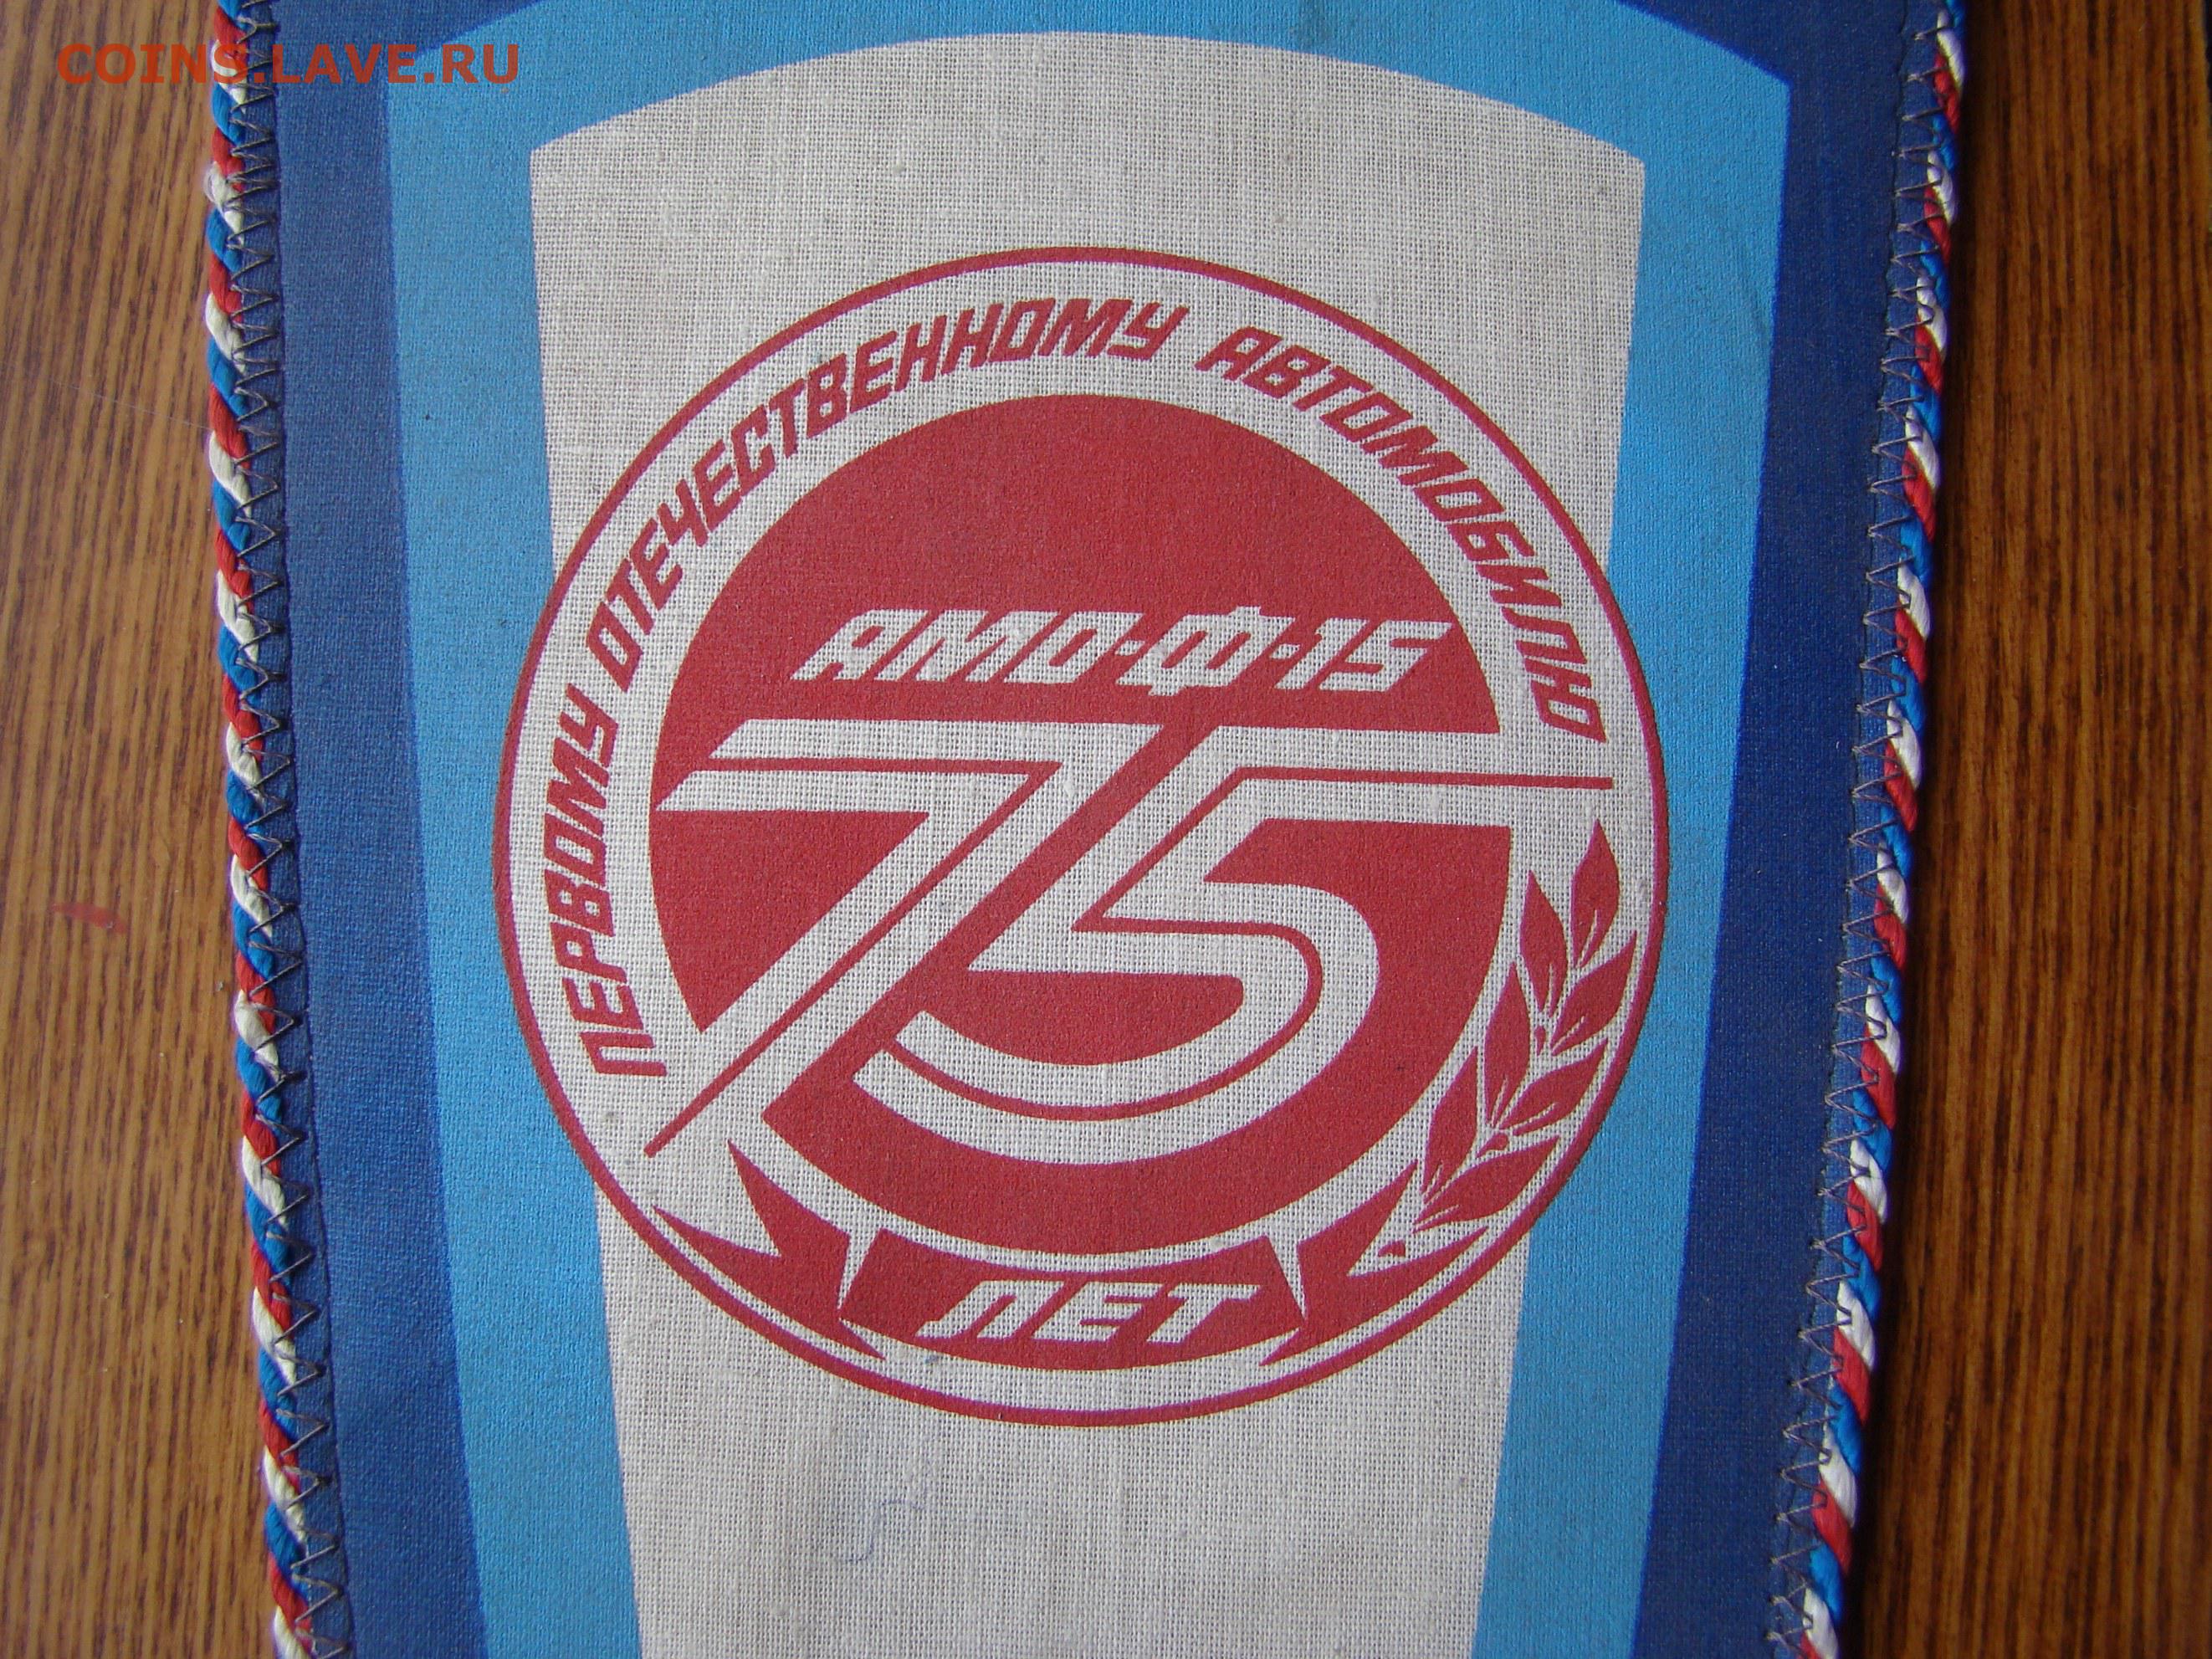 COINS.LAVE.RU
ПЕРВОМУ ОТЕЧЕСТВЕННОМУ АВТОМОБИЛЮ
АМО-Ф-15
75
ЛЕТ